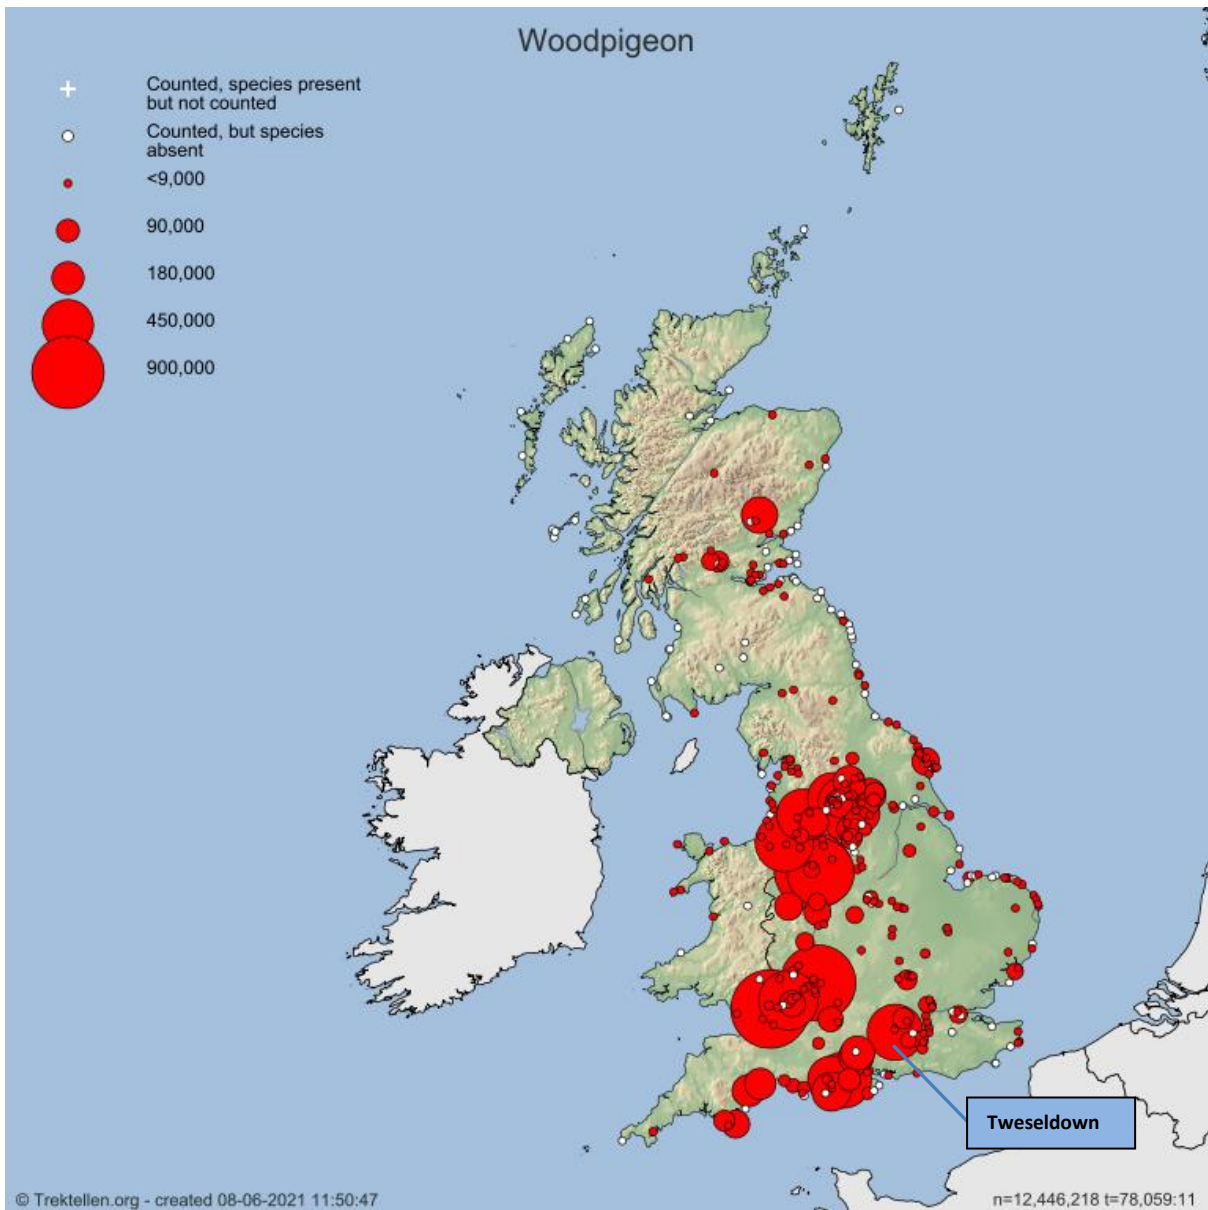 Woodpigeon
Counted, species present
but not counted
Counted, but species
absent
<9,000
90,000
180,000
450,000
900,000
Tweseldown
© Trektellen.org - created 08-06-2021 11:50:47
n=12,446,218 t=78,059:11